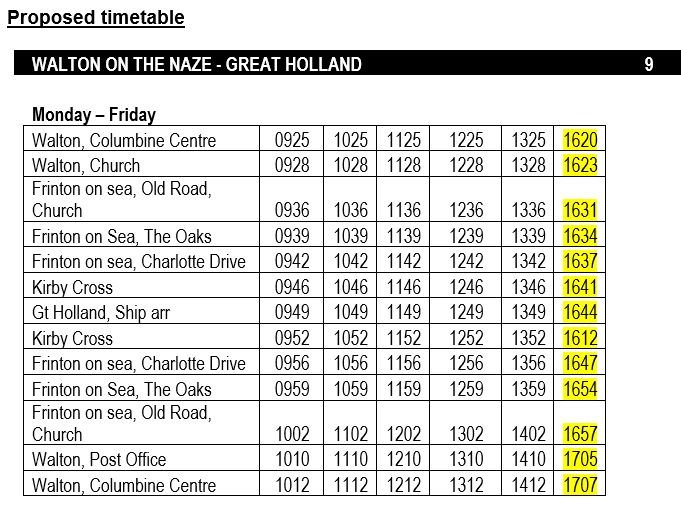 Proposed timetable
WALTON ON THE NAZE - GREAT HOLLAND 9
Monday – Friday
Walton, Columbine Centre 0925 1025 1125 1225 1325 1620
Walton, Church 0928 1028 1128 1228 1328 1623
Frinton on sea, Old Road,
Church 0936 1036 1136 1236 1336 1631
Frinton on Sea, The Oaks 0939 1039 1139 1239 1339 1634
Frinton on sea, Charlotte Drive 0942 1042 1142 1242 1342 1637
Kirby Cross 0946 1046 1146 1246 1346 1641
Gt Holland, Ship arr 0949 1049 1149 1249 1349 1644
Kirby Cross 0952 1052 1152 1252 1352 1612
Frinton on sea, Charlotte Drive 0956 1056 1156 1256 1356 1647
Frinton on Sea, The Oaks 0959 1059 1159 1259 1359 1654
Frinton on sea, Old Road,
Church 1002 1102 1202 1302 1402 1657
Walton, Post Office 1010 1110 1210 1310 1410 1705
Walton, Columbine Centre 1012 1112 1212 1312 1412 1707